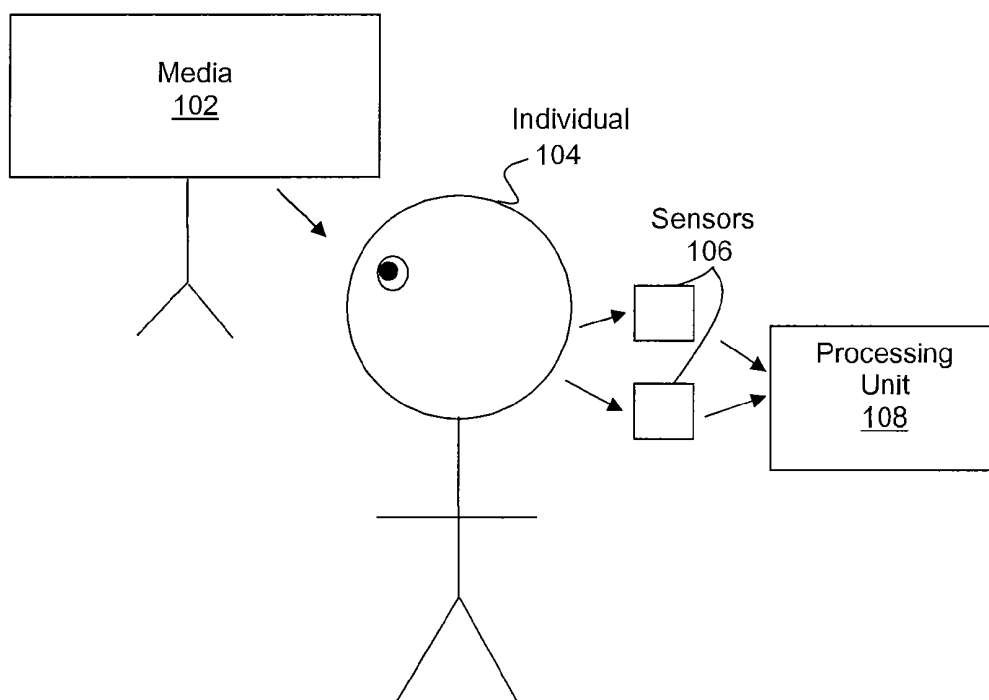 Media
102
Individual
104
Sensors
106
Processing
Unit
108